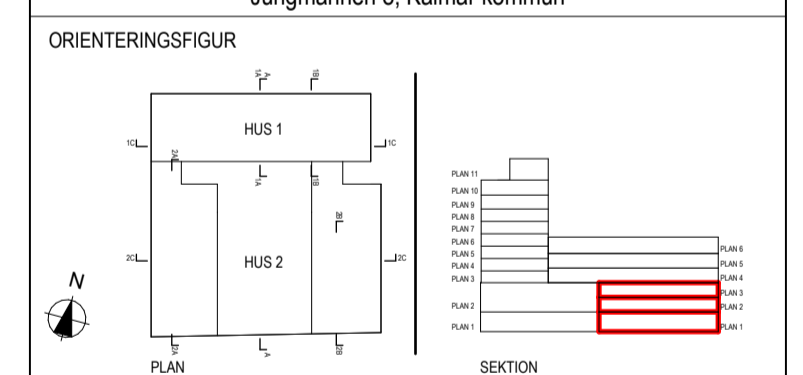 Jungmannen 3, Kalmar kommun
ORIENTERINGSFIGUR
1A
A
1B
HUS 1
1C
1C
2A
1A
1B
2B
2C
HUS 2
2C
N
2A
A
2B
PLAN
PLAN 11
PLAN 10
PLAN 9
PLAN 8
PLAN 7
PLAN 6
PLAN 5
PLAN 4
PLAN 3
PLAN 2
PLAN 1
PLAN 6
PLAN 5
PLAN 4
PLAN 3
PLAN 2
PLAN 1
SEKTION